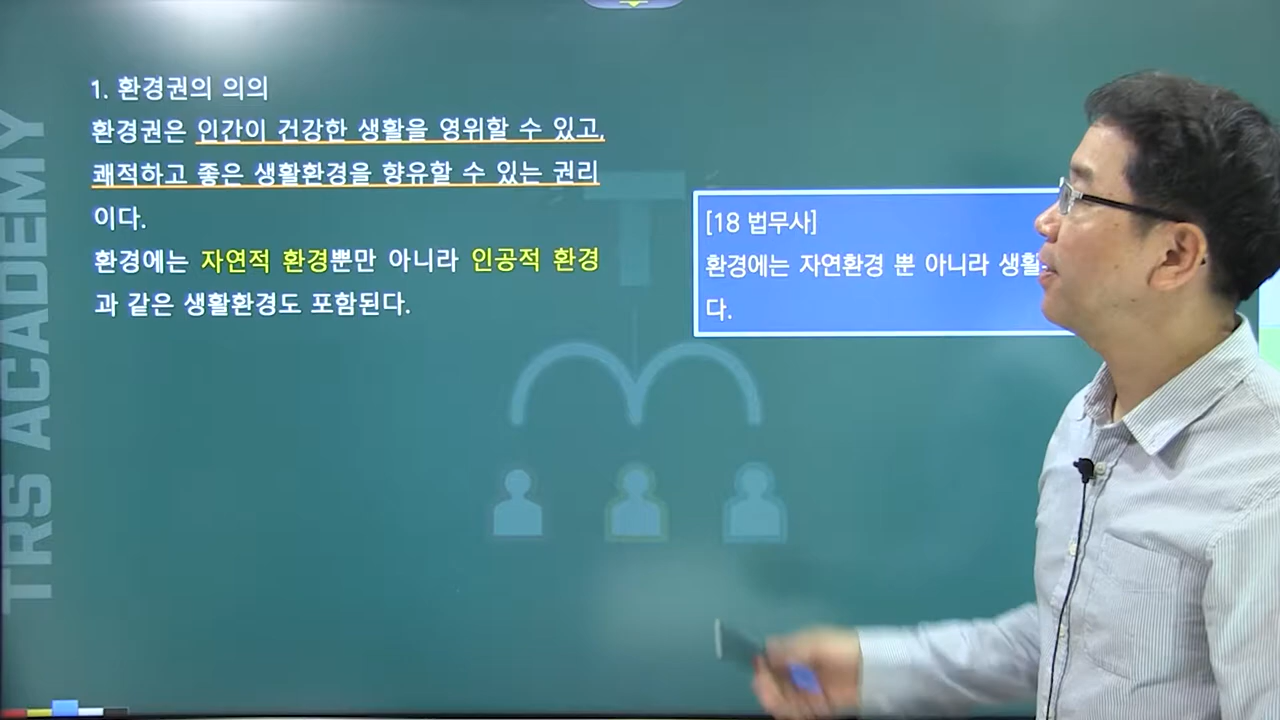 1. 환경권의 의의
환경권은 인간이 건강한 생활을 영위할 수 있고,
쾌적하고 좋은 생활환경을 향유할 수 있는 권리
이다.
환경에는 자연적 환경뿐만 아니라 인공적 환경
과 같은 생활환경도 포함된다.
[18 법무사]
환경에는 자연환경 뿐 아니라
다.
TRS ACADEMY